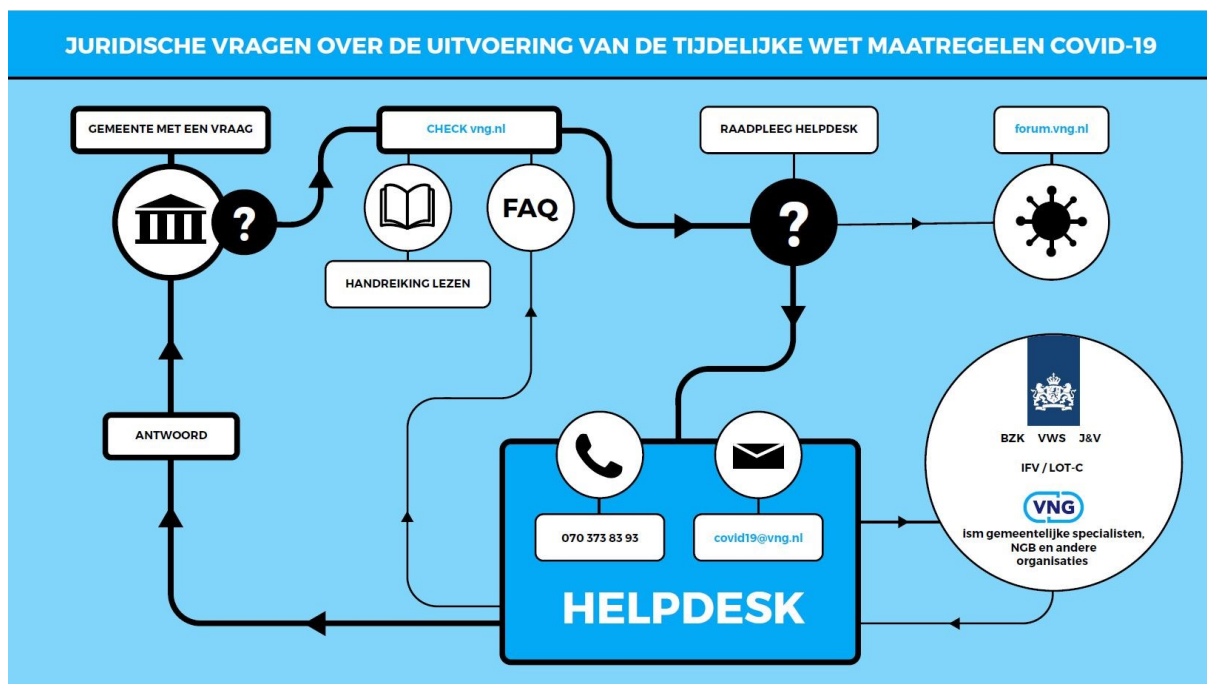 JURIDISCHE VRAGEN OVER DE UITVOERING VAN DE TIJDELIJKE WET MAATREGELEN COVID-19
GEMEENTE MET EEN VRAAG
CHECK vng.nl
RAADPLEEG HELPDESK
forum.vng.nl
?
FAQ
?
HANDREIKING LEZEN
ANTWOORD
BZK VWS J&V
IFV / LOT-C
VNG
ism gemeentelijke specialisten,
NGB en andere
organisaties
070 373 83 93
covid19@vng.nl
HELPDESK